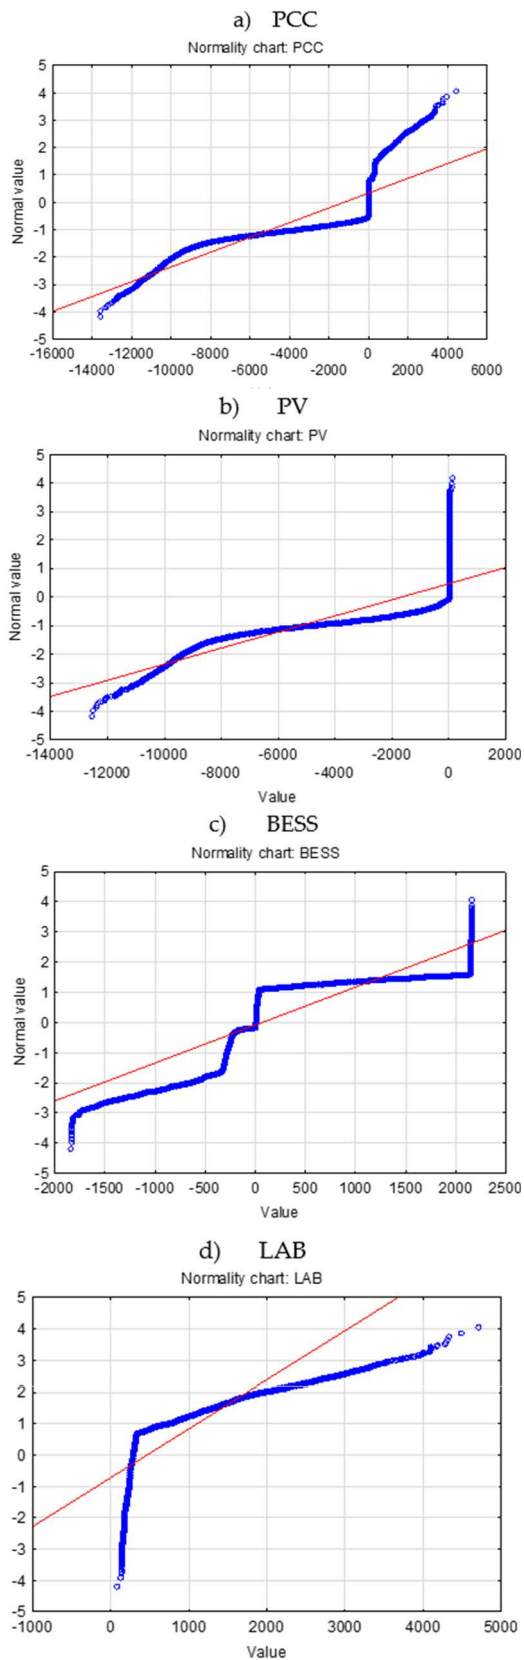 a) PCC
Normality chart: PCC
Normal value
5
4
3
2
1
0
-1
-2
-3
-4
-5
-16000 -12000 -8000 -4000 0 4000
-14000 -10000 -6000 -2000 2000 6000
b) PV
Normality chart: PV
Normal value
5
4
3
2
1
0
-1
-2
-3
-4
-5
-14000 -10000 -6000 -2000 2000
-12000 -8000 -4000 0
Value
c) BESS
Normality chart: BESS
Normal value
5
4
3
2
1
0
-1
-2
-3
-4
-5
-2000 -1500 -1000 -500 0 500 1000 1500 2000 2500
Value
d) LAB
Normality chart: LAB
Normal value
5
4
3
2
1
0
-1
-2
-3
-4
-5
-1000 0 1000 2000 3000 4000 5000
Value